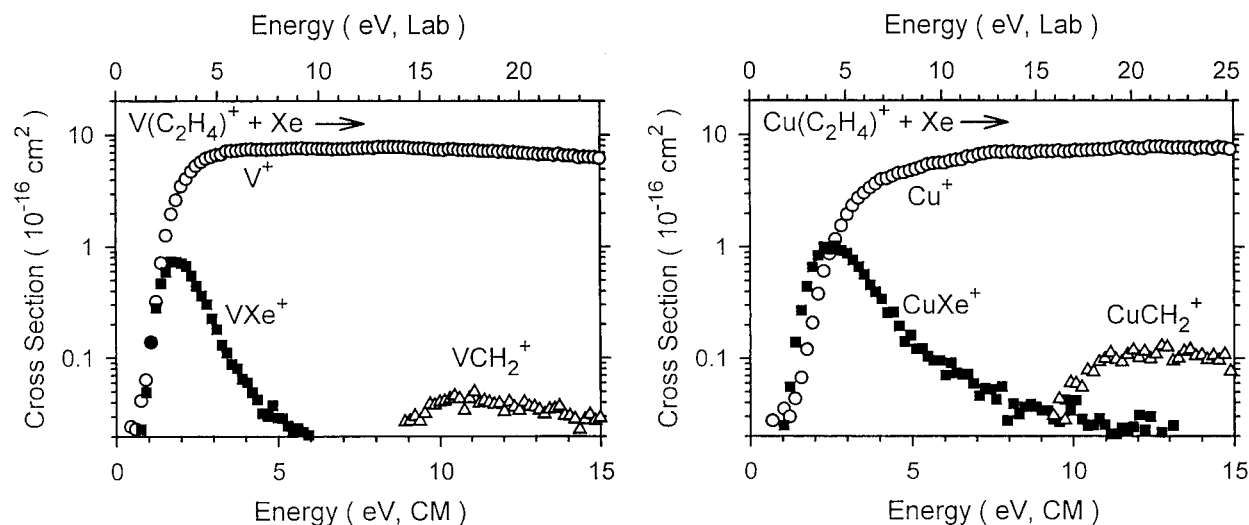 Energy ( eV, Lab )
0 5 10 15 20
V(C₂H₄)⁺ + Xe →
10
1
0.1
Cross Section ( 10⁻¹⁶ cm² )
V⁺
VXe⁺
VCH₂⁺
0 5 10 15
Energy ( eV, CM )
Energy ( eV, Lab )
0 5 10 15 20 25
Cu(C₂H₄)⁺ + Xe →
10
1
0.1
Cross Section ( 10⁻¹⁶ cm² )
Cu⁺
CuXe⁺
CuCH₂⁺
0 5 10 15
Energy ( eV, CM )